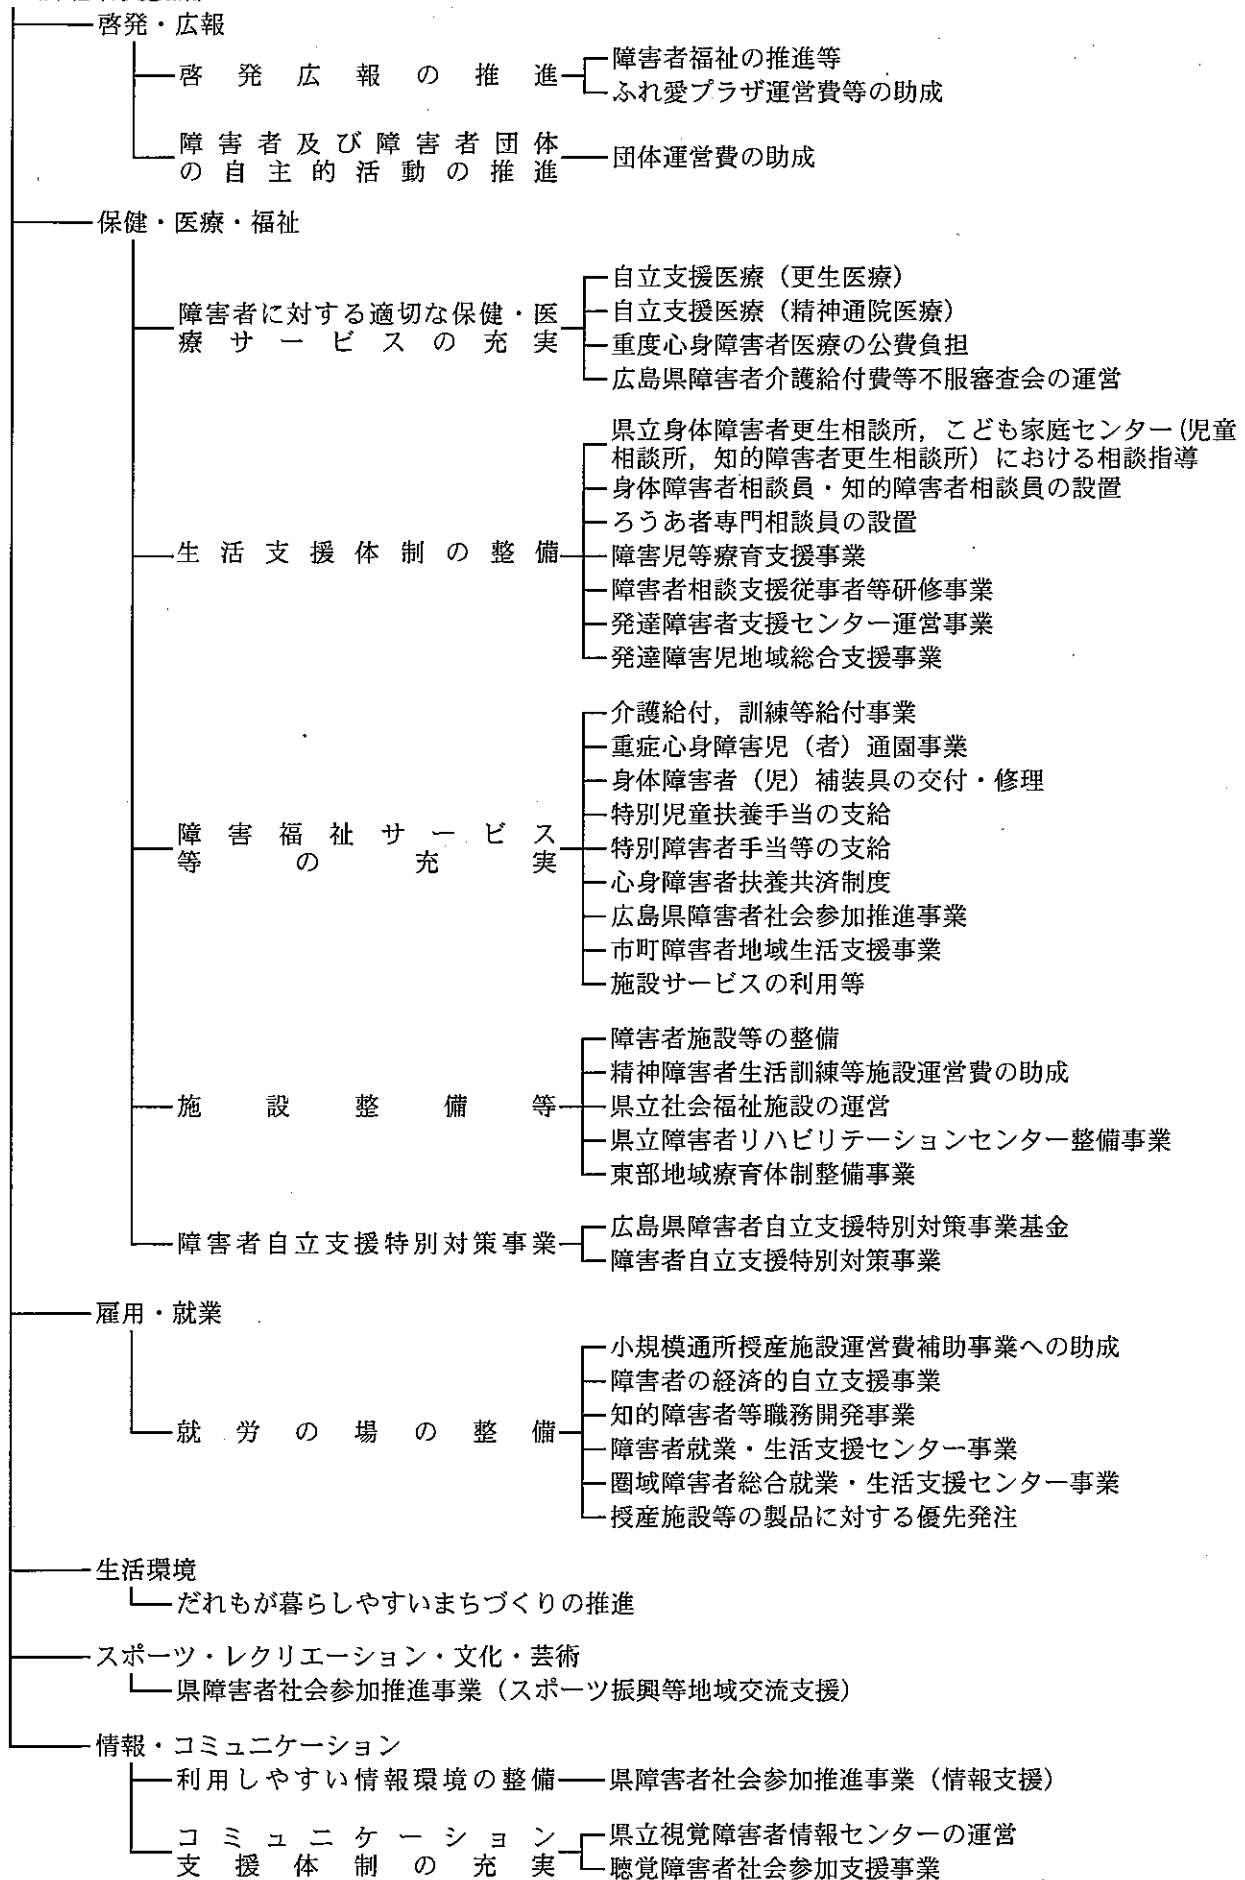 啓発・広報
啓発広報の推進
障害者福祉の推進等
ふれ愛プラザ運営費等の助成
障害者及び障害者団体
の自主的活動の推進
団体運営費の助成
保健・医療・福祉
障害者に対する適切な保健・医
療サービスの充実
自立支援医療（更生医療）
自立支援医療（精神通院医療）
重度心身障害者医療の公費負担
広島県障害者介護給付費等不服審査会の運営
生活支援体制の整備
県立身体障害者更生相談所，こども家庭センター（児童
相談所，知的障害者更生相談所）における相談指導
身体障害者相談員・知的障害者相談員の設置
ろうあ者専門相談員の設置
障害児等療育支援事業
障害者相談支援従事者等研修事業
発達障害者支援センター運営事業
発達障害児地域総合支援事業
障害福祉サービス
等の充実
介護給付，訓練等給付事業
重症心身障害児（者）通園事業
身体障害者（児）補装具の交付・修理
特別児童扶養手当の支給
特別障害者手当等の支給
心身障害者扶養共済制度
広島県障害者社会参加推進事業
市町障害者地域生活支援事業
施設サービスの利用等
施設整備等
障害者施設等の整備
精神障害者生活訓練等施設運営費の助成
県立社会福祉施設の運営
県立障害者リハビリテーションセンター整備事業
東部地域療育体制整備事業
障害者自立支援特別対策事業
広島県障害者自立支援特別対策事業基金
障害者自立支援特別対策事業
雇用・就業
就労の場の整備
小規模通所授産施設運営費補助事業への助成
障害者の経済的自立支援事業
知的障害者等職務開発事業
障害者就業・生活支援センター事業
圏域障害者総合就業・生活支援センター事業
授産施設等の製品に対する優先発注
生活環境
だれもが暮らしやすいまちづくりの推進
スポーツ・レクリエーション・文化・芸術
県障害者社会参加推進事業（スポーツ振興等地域交流支援）
情報・コミュニケーション
利用しやすい情報環境の整備
県障害者社会参加推進事業（情報支援）
コミュニケーション
支援体制の充実
県立視覚障害者情報センターの運営
聴覚障害者社会参加支援事業